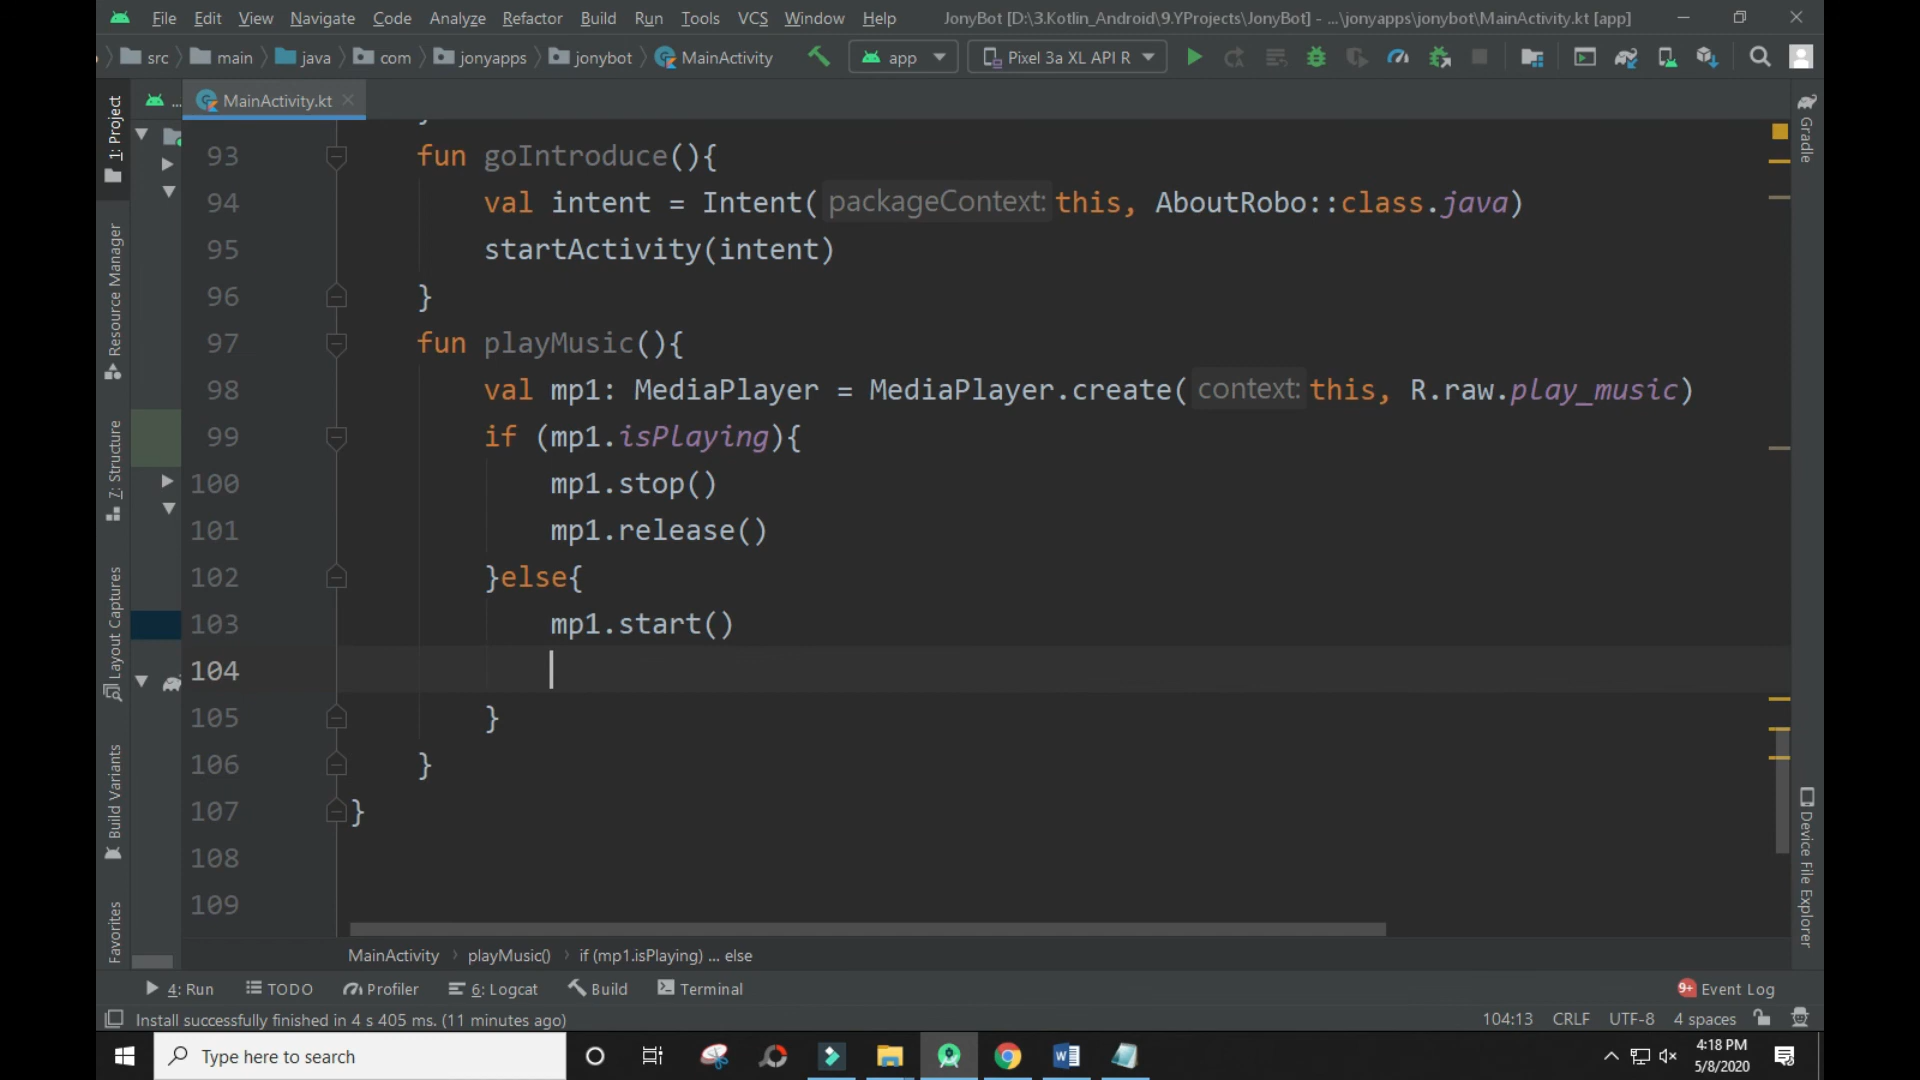 File Edit View Navigate Code Analyze Refactor Build Run Tools VCS Window Help JonyBot [D:\3.Kotlin_Android\9.YProjects\JonyBot] - ...\jonyapps\jonybot\MainActivity.kt [app]
src main java com jonyapps jonybot MainActivity app Pixel 3a XL API R
... MainActivity.kt
93 fun goIntroduce(){
94 val intent = Intent( packageContext: this, AboutRobo::class.java)
95 startActivity(intent)
96 }
97 fun playMusic(){
98 val mp1: MediaPlayer = MediaPlayer.create( context: this, R.raw.play_music)
99 if (mp1.isPlaying){
100 mp1.stop()
101 mp1.release()
102 }else{
103 mp1.start()
104
105 }
106 }
107 }
108
109
1: Project
Resource Manager
7: Structure
Layout Captures
Build Variants
Favorites
Gradle
Device File Explorer
MainActivity playMusic() if (mp1.isPlaying) ... else
4: Run TODO Profiler 6: Logcat Build Terminal 9+ Event Log
Install successfully finished in 4 s 405 ms. (11 minutes ago) 104:13 CRLF UTF-8 4 spaces
Type here to search
4:18 PM
5/8/2020